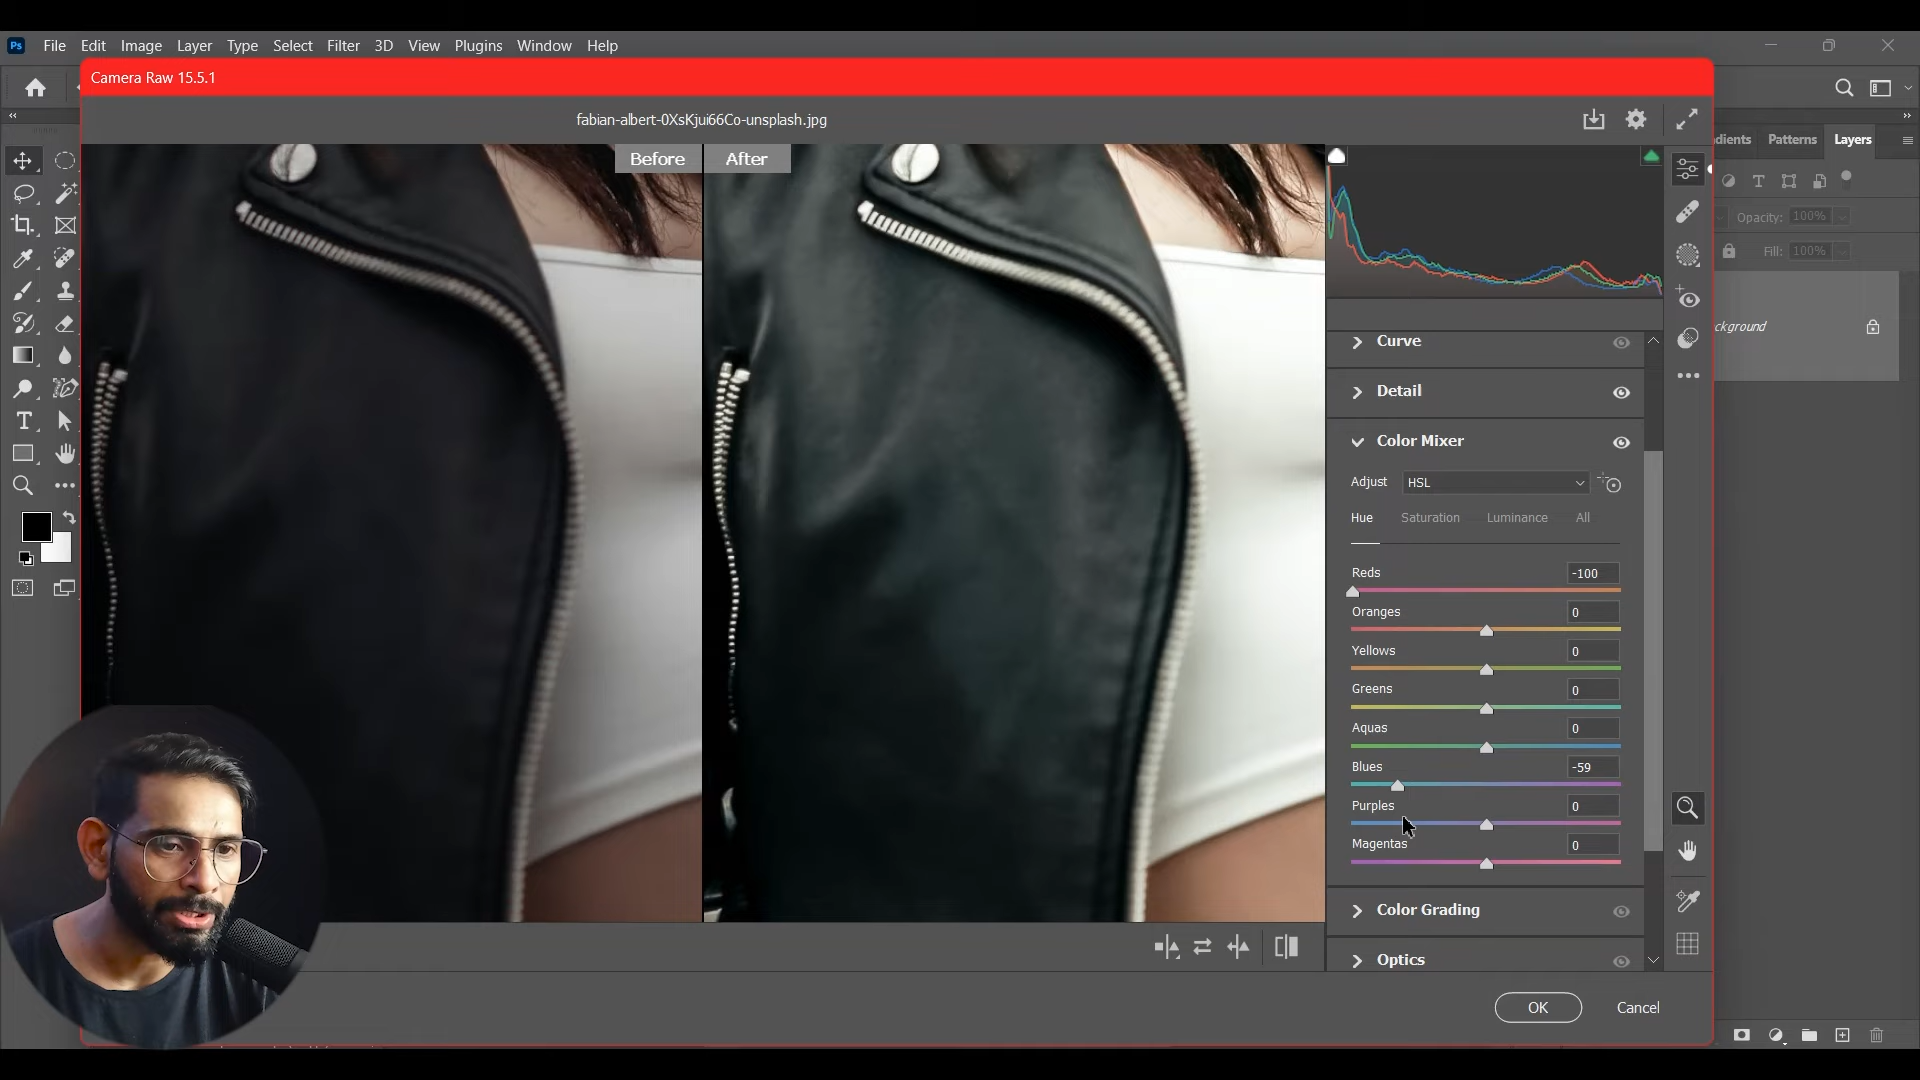 Ps File Edit Image Layer Type Select Filter 3D View Plugins Window Help
Camera Raw 15.5.1
fabian-albert-0XsKjui66Co-unsplash.jpg
Before After
dients Patterns Layers
Opacity: 100%
Fill: 100%
ckground
Curve
Detail
Color Mixer
Adjust HSL
Hue Saturation Luminance All
Reds -100
Oranges 0
Yellows 0
Greens 0
Aquas 0
Blues -59
Purples 0
Magentas 0
Color Grading
Optics
OK Cancel